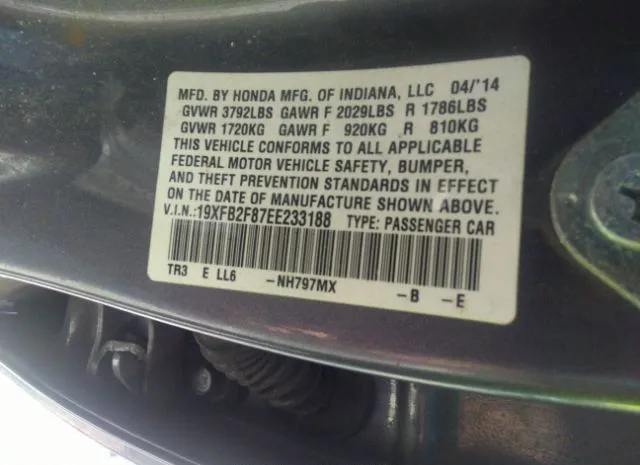 MFD. BY HONDA MFG. OF INDIANA, LLC 04/'14
GVWR 3792LBS GAWR F 2029LBS R 1786LBS
GVWR 1720KG GAWR F 920KG R 810KG
THIS VEHICLE CONFORMS TO ALL APPLICABLE
FEDERAL MOTOR VEHICLE SAFETY, BUMPER,
AND THEFT PREVENTION STANDARDS IN EFFECT
ON THE DATE OF MANUFACTURE SHOWN ABOVE.
V.I.N.:19XFB2F87EE233188 TYPE: PASSENGER CAR
TR3 E LL6 -NH797MX -B -E